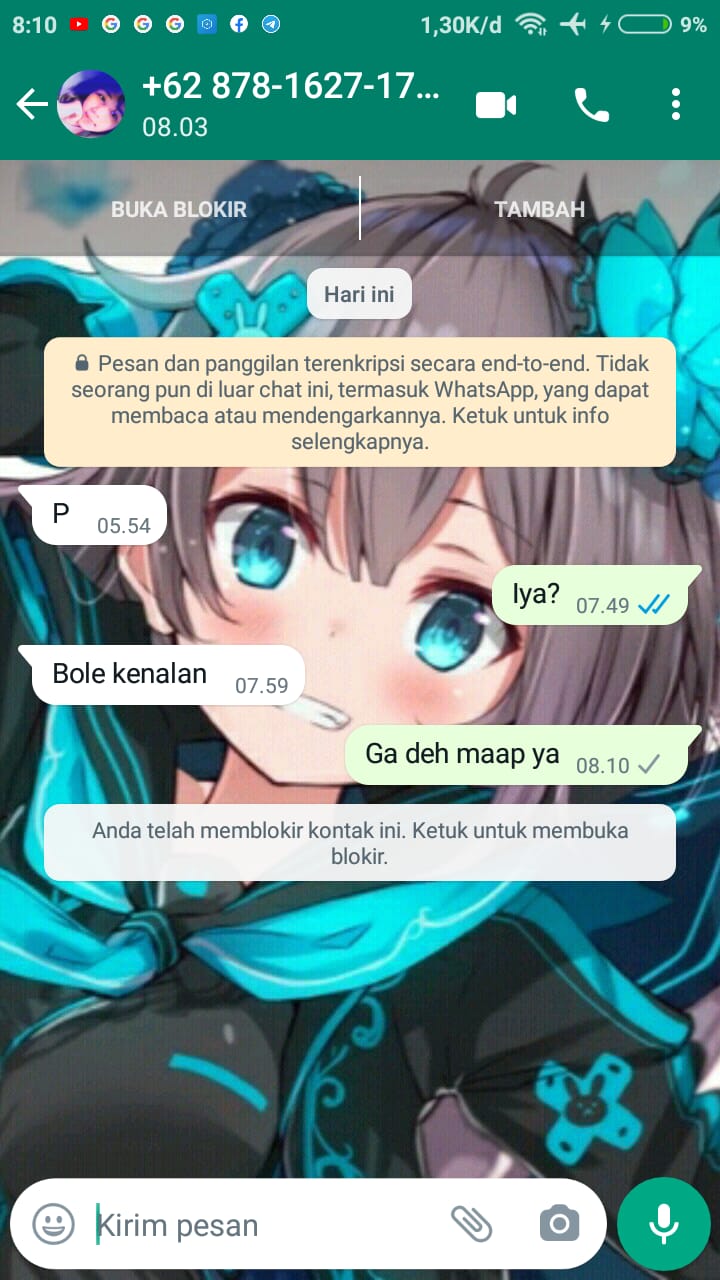 8:10 1,30K/d 9%
+62 878-1627-17...
08.03
BUKA BLOKIR TAMBAH
Hari ini
Pesan dan panggilan terenkripsi secara end-to-end. Tidak
seorang pun di luar chat ini, termasuk WhatsApp, yang dapat
membaca atau mendengarkannya. Ketuk untuk info
selengkapnya.
P 05.54
Iya? 07.49
Bole kenalan 07.59
Ga deh maap ya 08.10
Anda telah memblokir kontak ini. Ketuk untuk membuka
blokir.
Kirim pesan